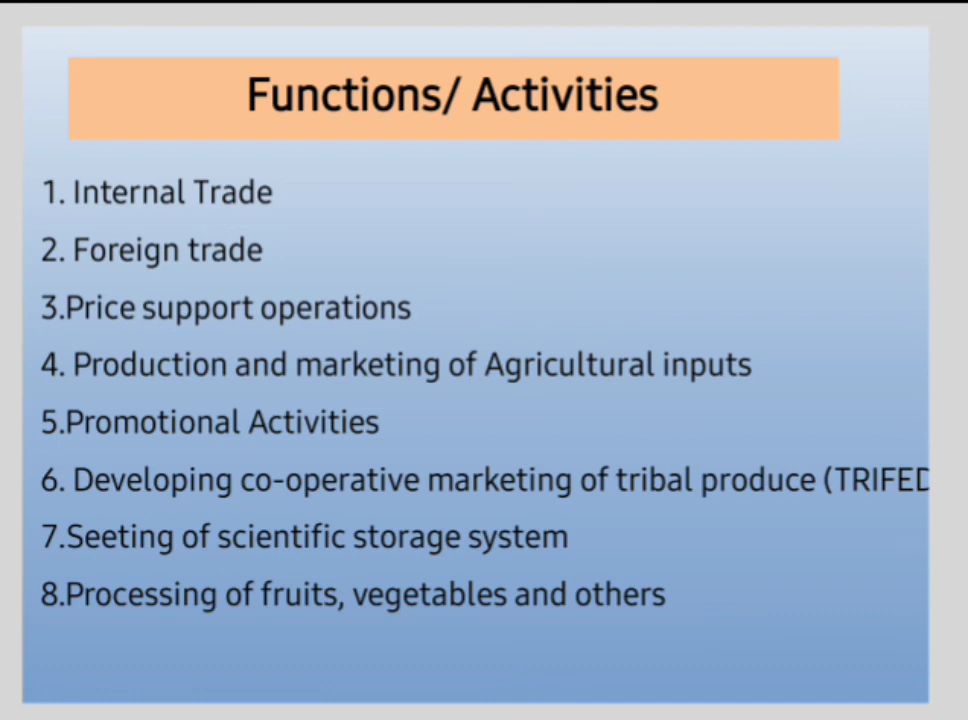 Functions/ Activities
1. Internal Trade
2. Foreign trade
3.Price support operations
4. Production and marketing of Agricultural inputs
5.Promotional Activities
6. Developing co-operative marketing of tribal produce (TRIFED
7.Seeting of scientific storage system
8.Processing of fruits, vegetables and others